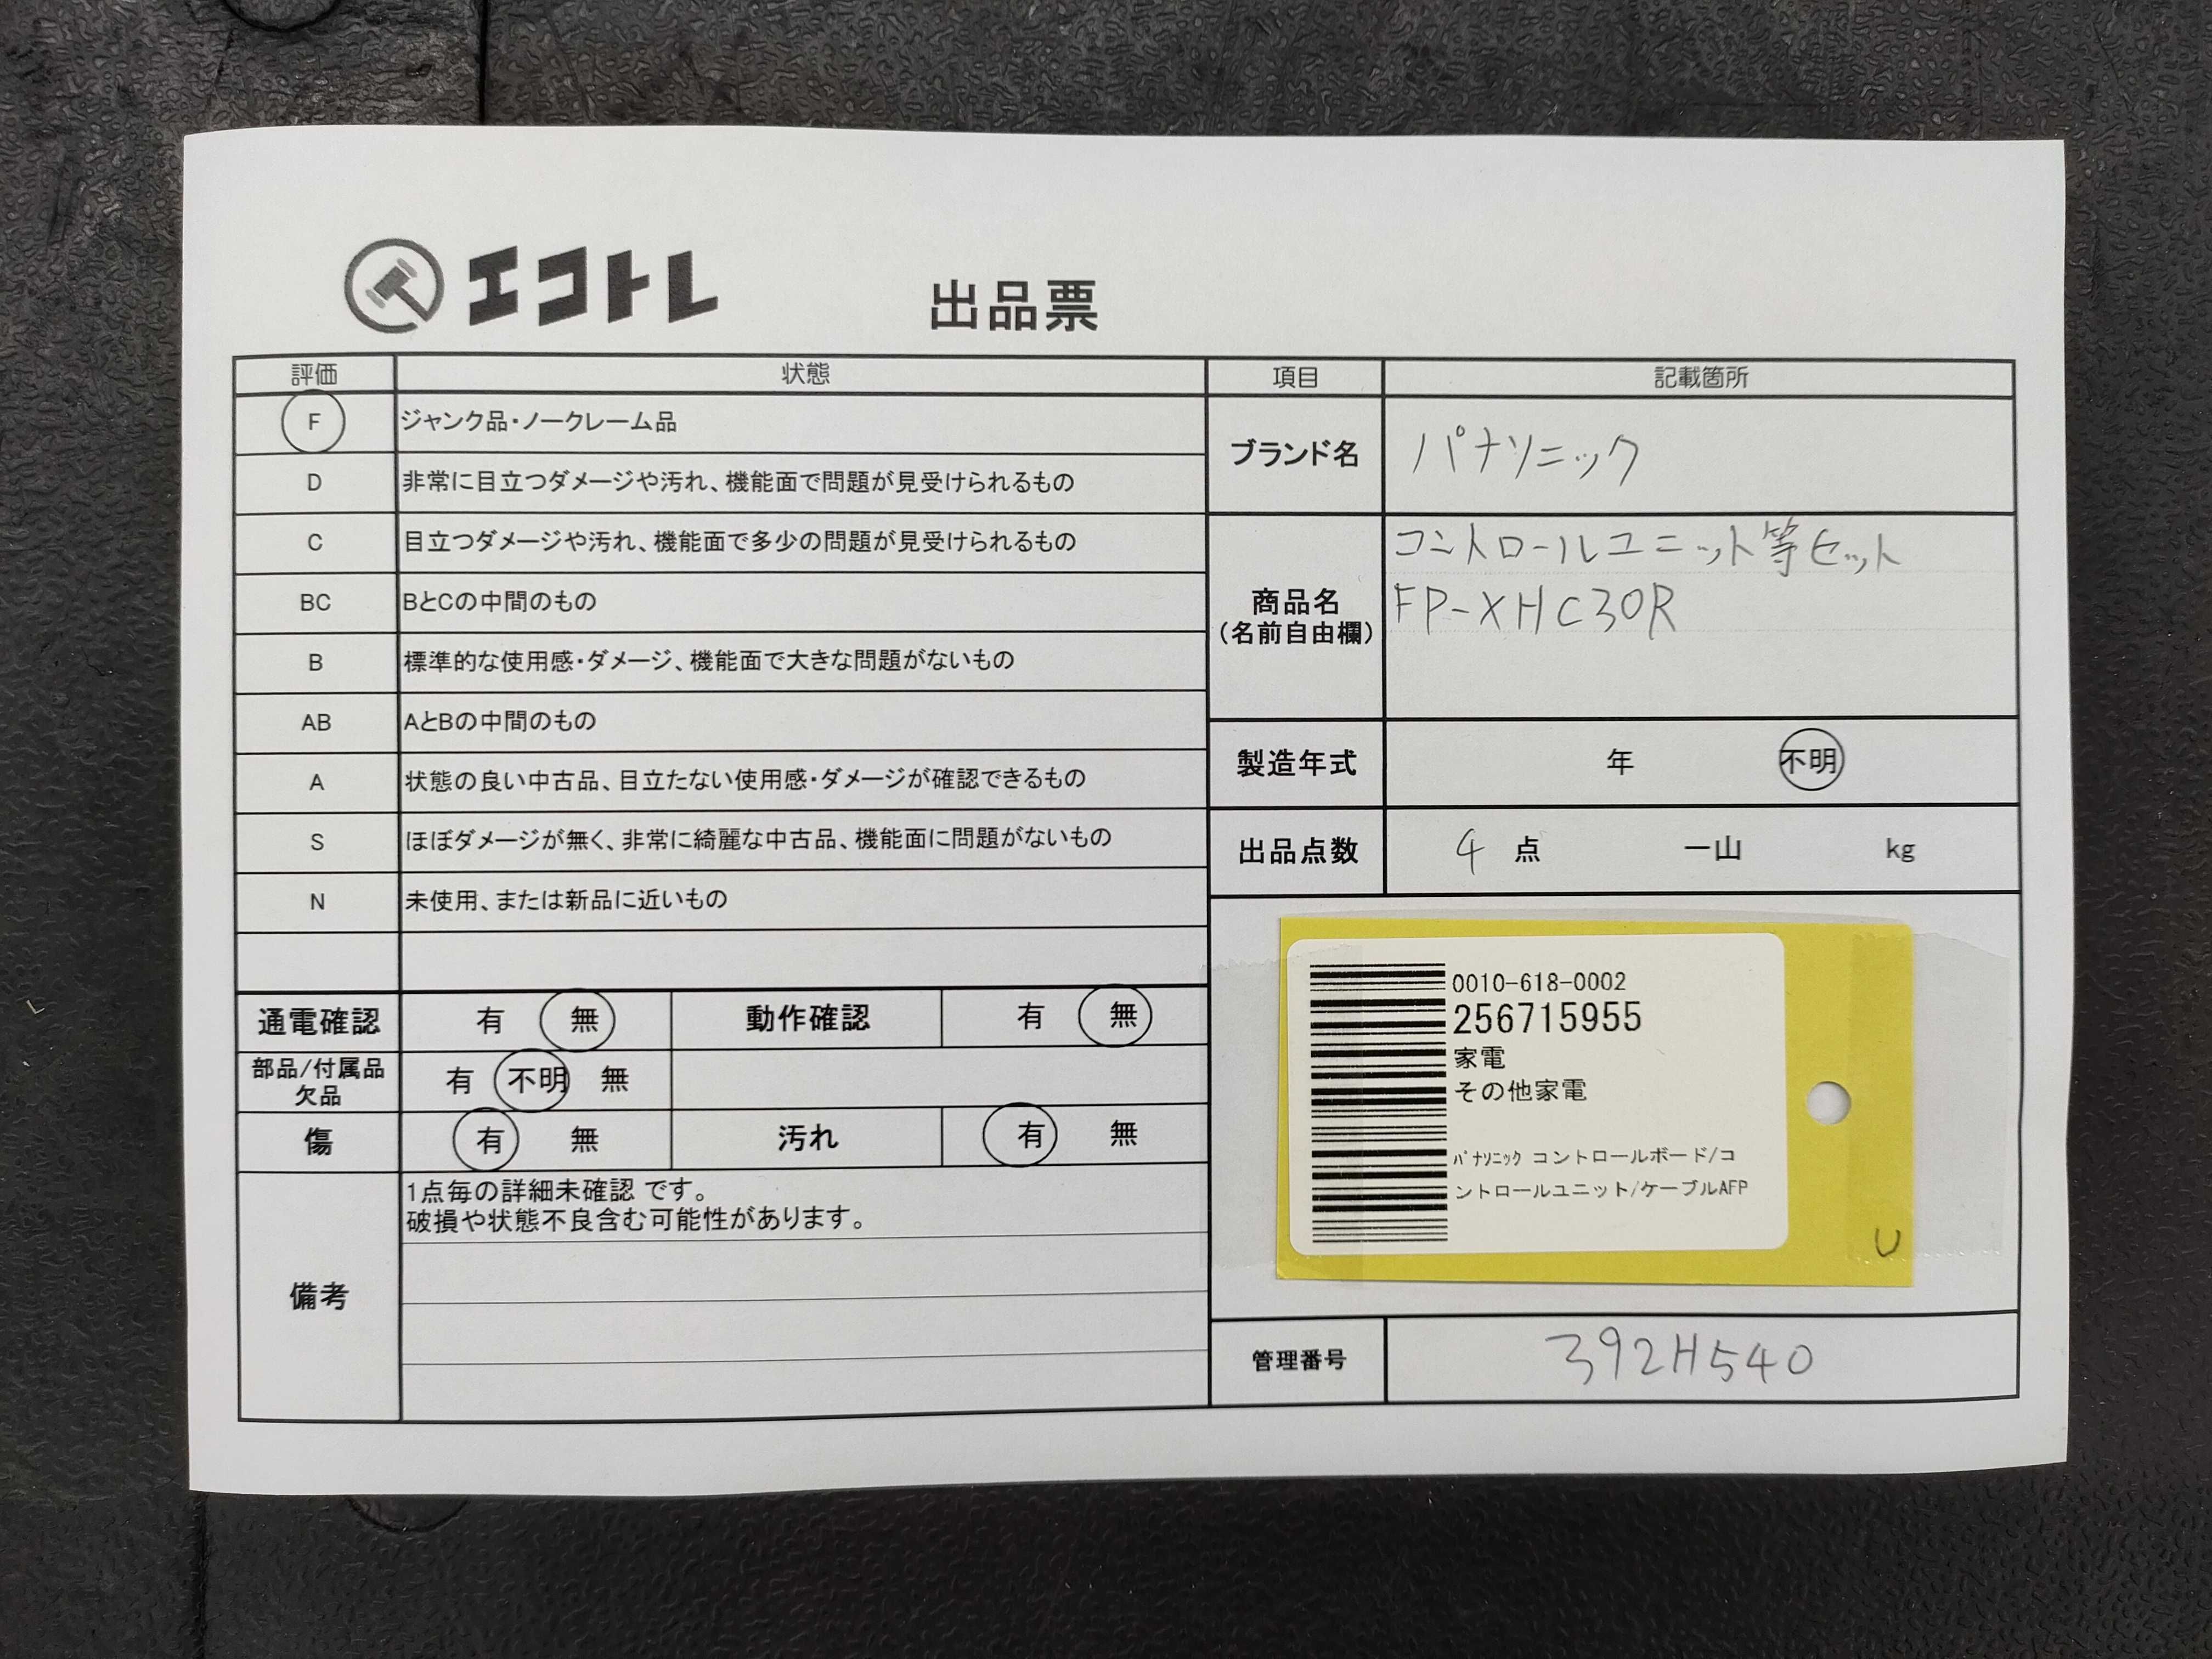 エコトレ
出品票
評価 状態
F ジャンク品・ノークレーム品
D 非常に目立つダメージや汚れ、機能面で問題が見受けられるもの
C 目立つダメージや汚れ、機能面で多少の問題が見受けられるもの
BC BとCの中間のもの
B 標準的な使用感・ダメージ、機能面で大きな問題がないもの
AB AとBの中間のもの
A 状態の良い中古品、目立たない使用感・ダメージが確認できるもの
S ほぼダメージが無く、非常に綺麗な中古品、機能面に問題がないもの
N 未使用、または新品に近いもの
通電確認 有 無 動作確認 有 無
部品/付属品
欠品
有 不明 無
傷 有 無 汚れ 有 無
備考
1点毎の詳細未確認 です。
破損や状態不良含む可能性があります。
項目 記載箇所
ブランド名 パナソニック
商品名
(名前自由欄)
コントロールユニット等セット
FP-XHC30R
製造年式 年 不明
出品点数 4 点 一山 kg
0010-618-0002
256715955
家電
その他家電
パナソニック コントロールボード/コ
ントロールユニット/ケーブルAFP
U
管理番号 392H540